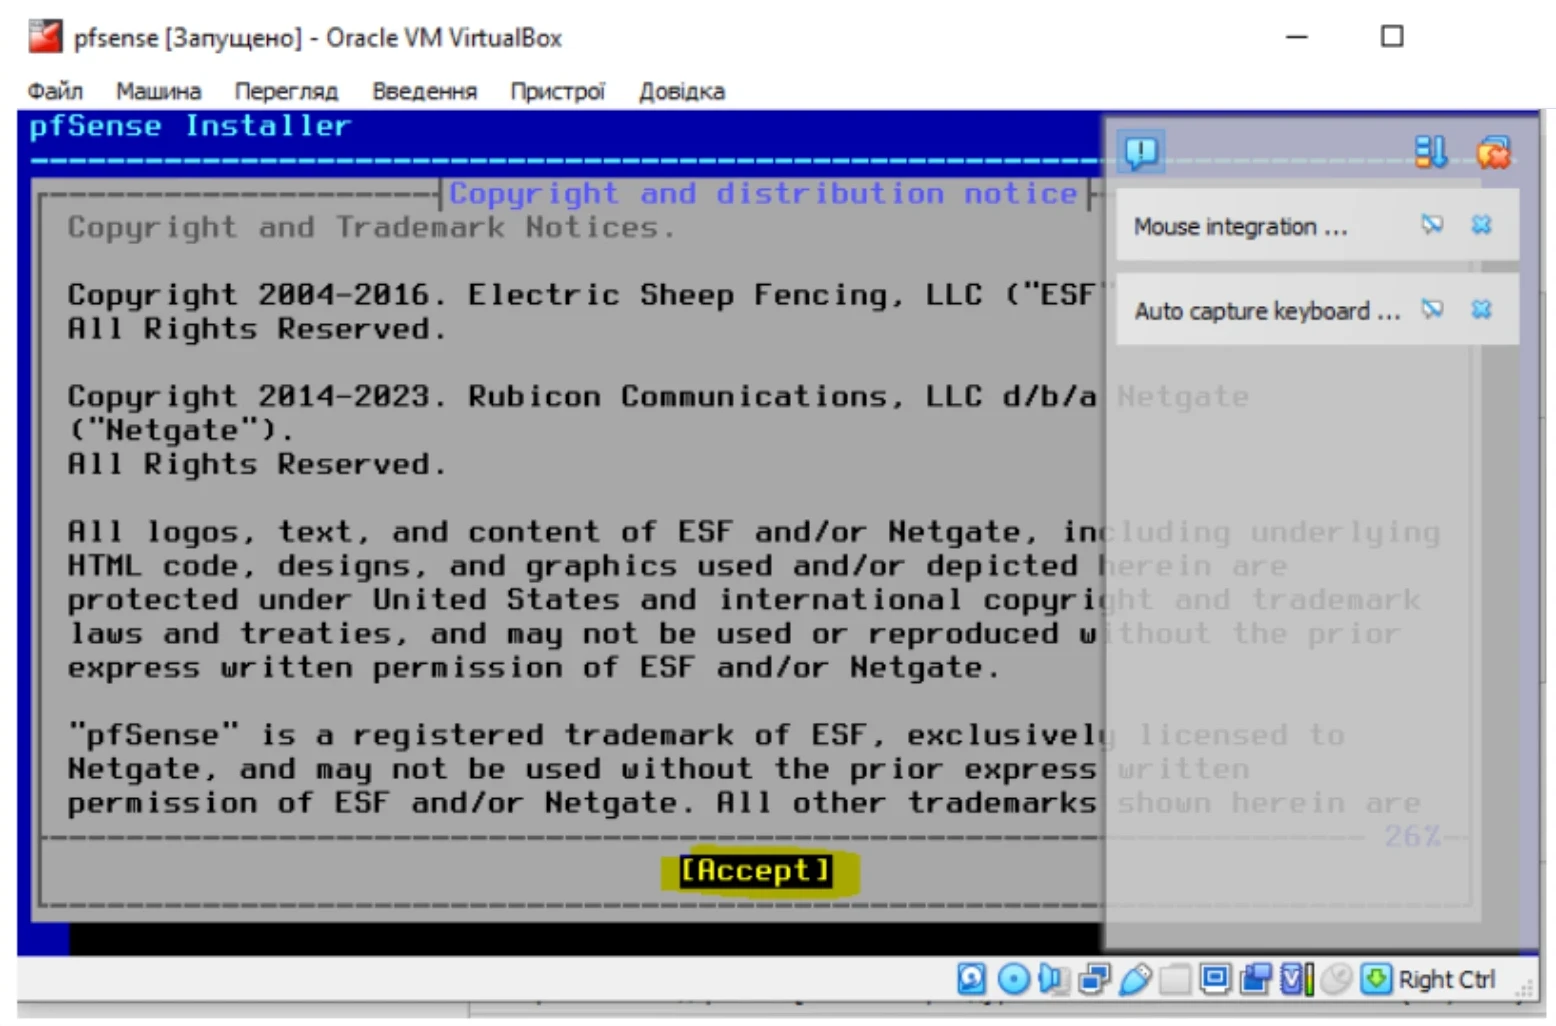 pfsense [Запущено] - Oracle VM VirtualBox
Файл Машина Перегляд Введення Пристрої Довідка
pfSense Installer
Copyright and distribution notice
Copyright and Trademark Notices.
Copyright 2004-2016. Electric Sheep Fencing, LLC ("ESF"
All Rights Reserved.
Copyright 2014-2023. Rubicon Communications, LLC d/b/a Netgate
("Netgate").
All Rights Reserved.
All logos, text, and content of ESF and/or Netgate, including underlying
HTML code, designs, and graphics used and/or depicted herein are
protected under United States and international copyright and trademark
laws and treaties, and may not be used or reproduced without the prior
express written permission of ESF and/or Netgate.
"pfSense" is a registered trademark of ESF, exclusively licensed to
Netgate, and may not be used without the prior express written
permission of ESF and/or Netgate. All other trademarks shown herein are
26%
[Accept]
Mouse integration ...
Auto capture keyboard ...
Right Ctrl